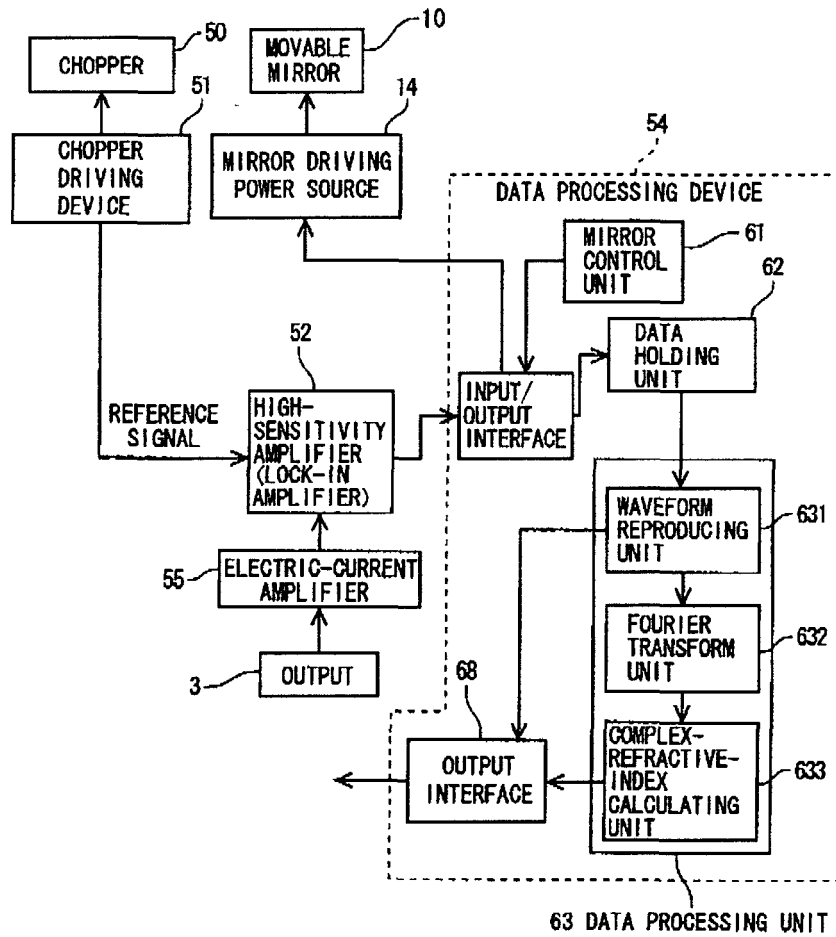 50
CHOPPER
10
MOVABLE
MIRROR
51
CHOPPER
DRIVING
DEVICE
14
MIRROR DRIVING
POWER SOURCE
54
DATA PROCESSING DEVICE
MIRROR
CONTROL
UNIT
61
62
DATA
HOLDING
UNIT
52
REFERENCE
SIGNAL
HIGH-
SENSITIVITY
AMPLIFIER
(LOCK-IN
AMPLIFIER)
INPUT/
OUTPUT
INTERFACE
WAVEFORM
REPRODUCING
UNIT
631
55
ELECTRIC-CURRENT
AMPLIFIER
FOURIER
TRANSFORM
UNIT
632
3
OUTPUT
68
OUTPUT
INTERFACE
COMPLEX-
REFRACTIVE-
INDEX
CALCULATING
UNIT
633
63 DATA PROCESSING UNIT